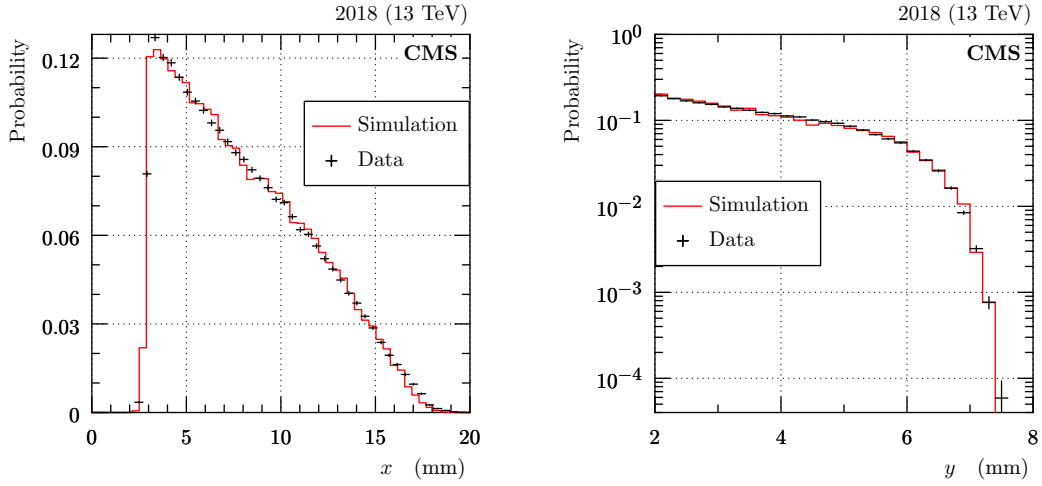 2018 (13 TeV)
Probability
CMS
0.12
0.09
0.06
0.03
0
Simulation
Data
0 5 10 15 20
x (mm)
2018 (13 TeV)
Probability
CMS
10⁰
10⁻¹
10⁻²
10⁻³
10⁻⁴
Simulation
Data
2 4 6 8
y (mm)